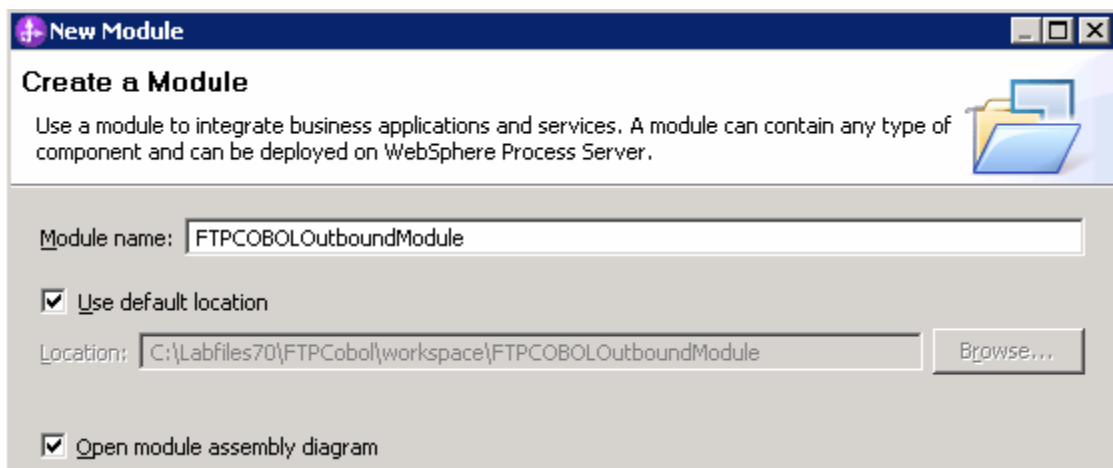 New Module
Create a Module
Use a module to integrate business applications and services. A module can contain any type of
component and can be deployed on WebSphere Process Server.
Module name: FTPCOBOLOutboundModule
Use default location
Location: C:\Labfiles70\FTPCobol\workspace\FTPCOBOLOutboundModule Browse...
Open module assembly diagram